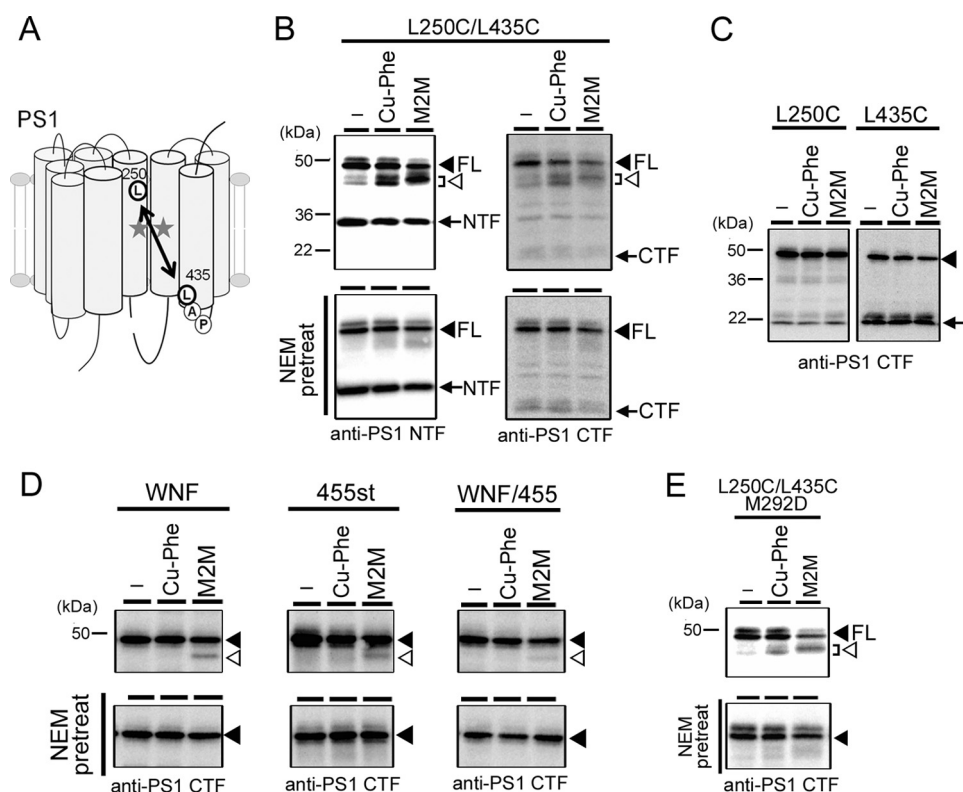 A
PS1
250
L
435
L
A
P
B
L250C/L435C
–
Cu-Phe
M2M
–
Cu-Phe
M2M
(kDa)
50
36
22
FL
NTF
50
36
22
FL
CTF
NEM
pretreat
FL
NTF
FL
CTF
anti-PS1 NTF
anti-PS1 CTF
C
L250C
L435C
–
Cu-Phe
M2M
–
Cu-Phe
M2M
(kDa)
50
36
22
anti-PS1 CTF
D
WNF
455st
WNF/455
–
Cu-Phe
M2M
–
Cu-Phe
M2M
–
Cu-Phe
M2M
(kDa)
50
NEM
pretreat
anti-PS1 CTF
anti-PS1 CTF
anti-PS1 CTF
E
L250C/L435C
M292D
–
Cu-Phe
M2M
(kDa)
50
FL
NEM
pretreat
anti-PS1 CTF